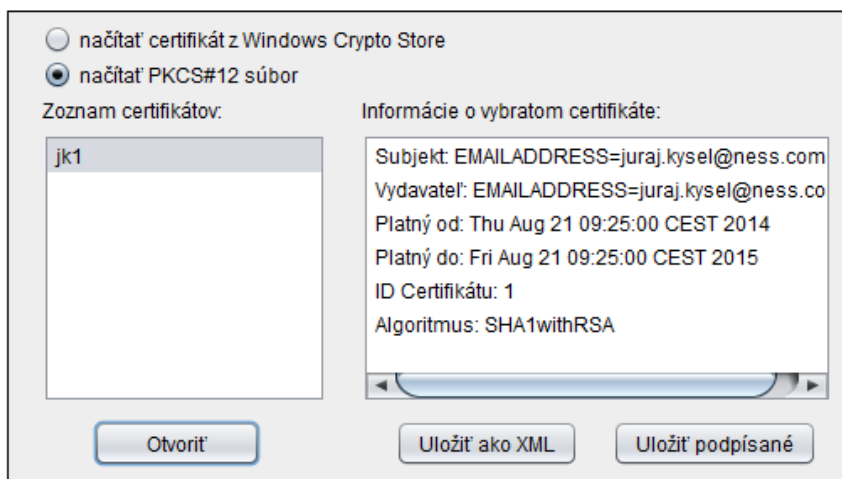 načítať certifikát z Windows Crypto Store
načítať PKCS#12 súbor
Zoznam certifikátov:
Informácie o vybratom certifikáte:
jk1
Subjekt: EMAILADDRESS=juraj.kysel@ness.com
Vydavateľ: EMAILADDRESS=juraj.kysel@ness.co
Platný od: Thu Aug 21 09:25:00 CEST 2014
Platný do: Fri Aug 21 09:25:00 CEST 2015
ID Certifikátu: 1
Algoritmus: SHA1withRSA
Otvoriť
Uložiť ako XML
Uložiť podpísané